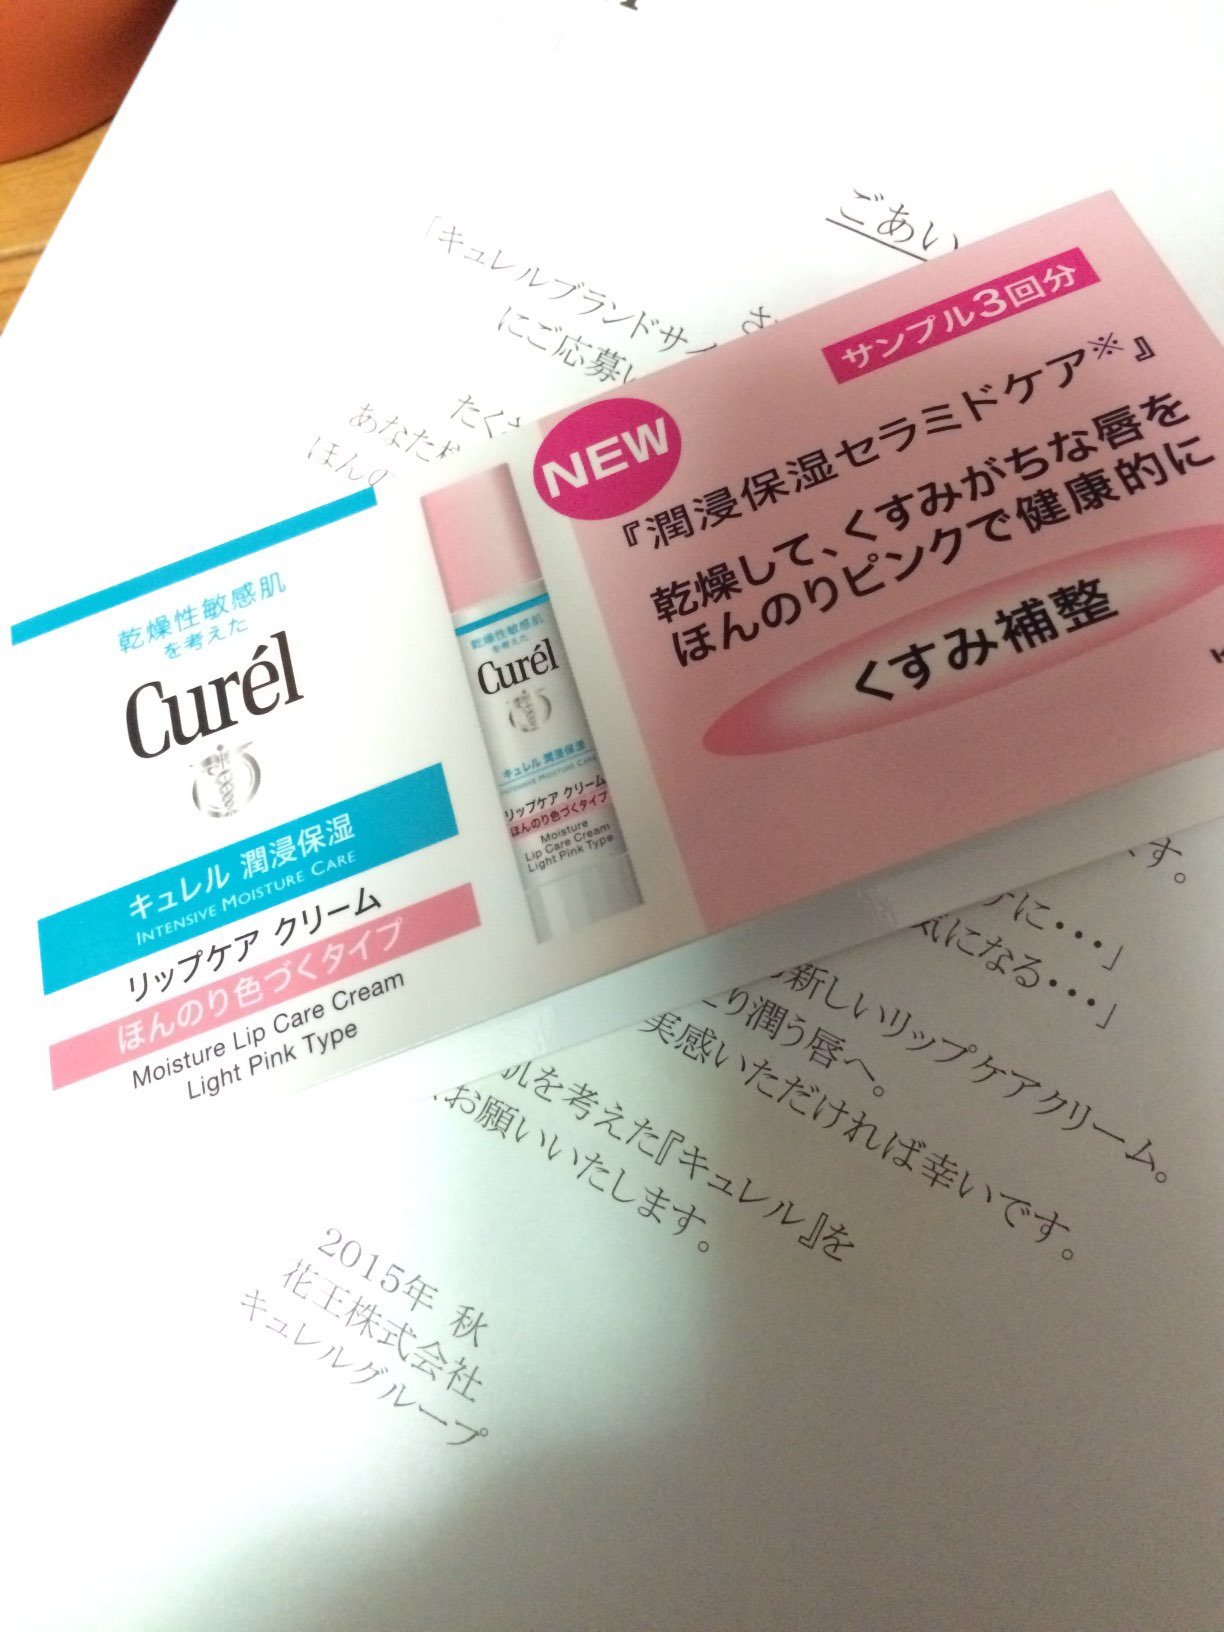 ごあい
「キュレルブランドサイ
にご応募い
たくさ
あなた様
ほんの
サンプル3回分
NEW
『潤浸保湿セラミドケア※』
乾燥して、くすみがちな唇を
ほんのりピンクで健康的に
くすみ補整
乾燥性敏感肌
を考えた
Curél
キュレル 潤浸保湿
INTENSIVE MOISTURE CARE
リップケア クリーム
ほんのり色づくタイプ
Moisture Lip Care Cream
Light Pink Type
乾燥性敏感肌
を考えた
Curél
キュレル 潤浸保湿
INTENSIVE MOISTURE CARE
リップケア クリーム
ほんのり色づくタイプ
Moisture
Lip Care Cream
Light Pink Type
す。
に・・・」
気になる・・・」
新しいリップケアクリーム。
り潤う唇へ。
実感いただければ幸いです。
肌を考えた『キュレル』を
お願いいたします。
2015年 秋
花王株式会社
キュレルグループ